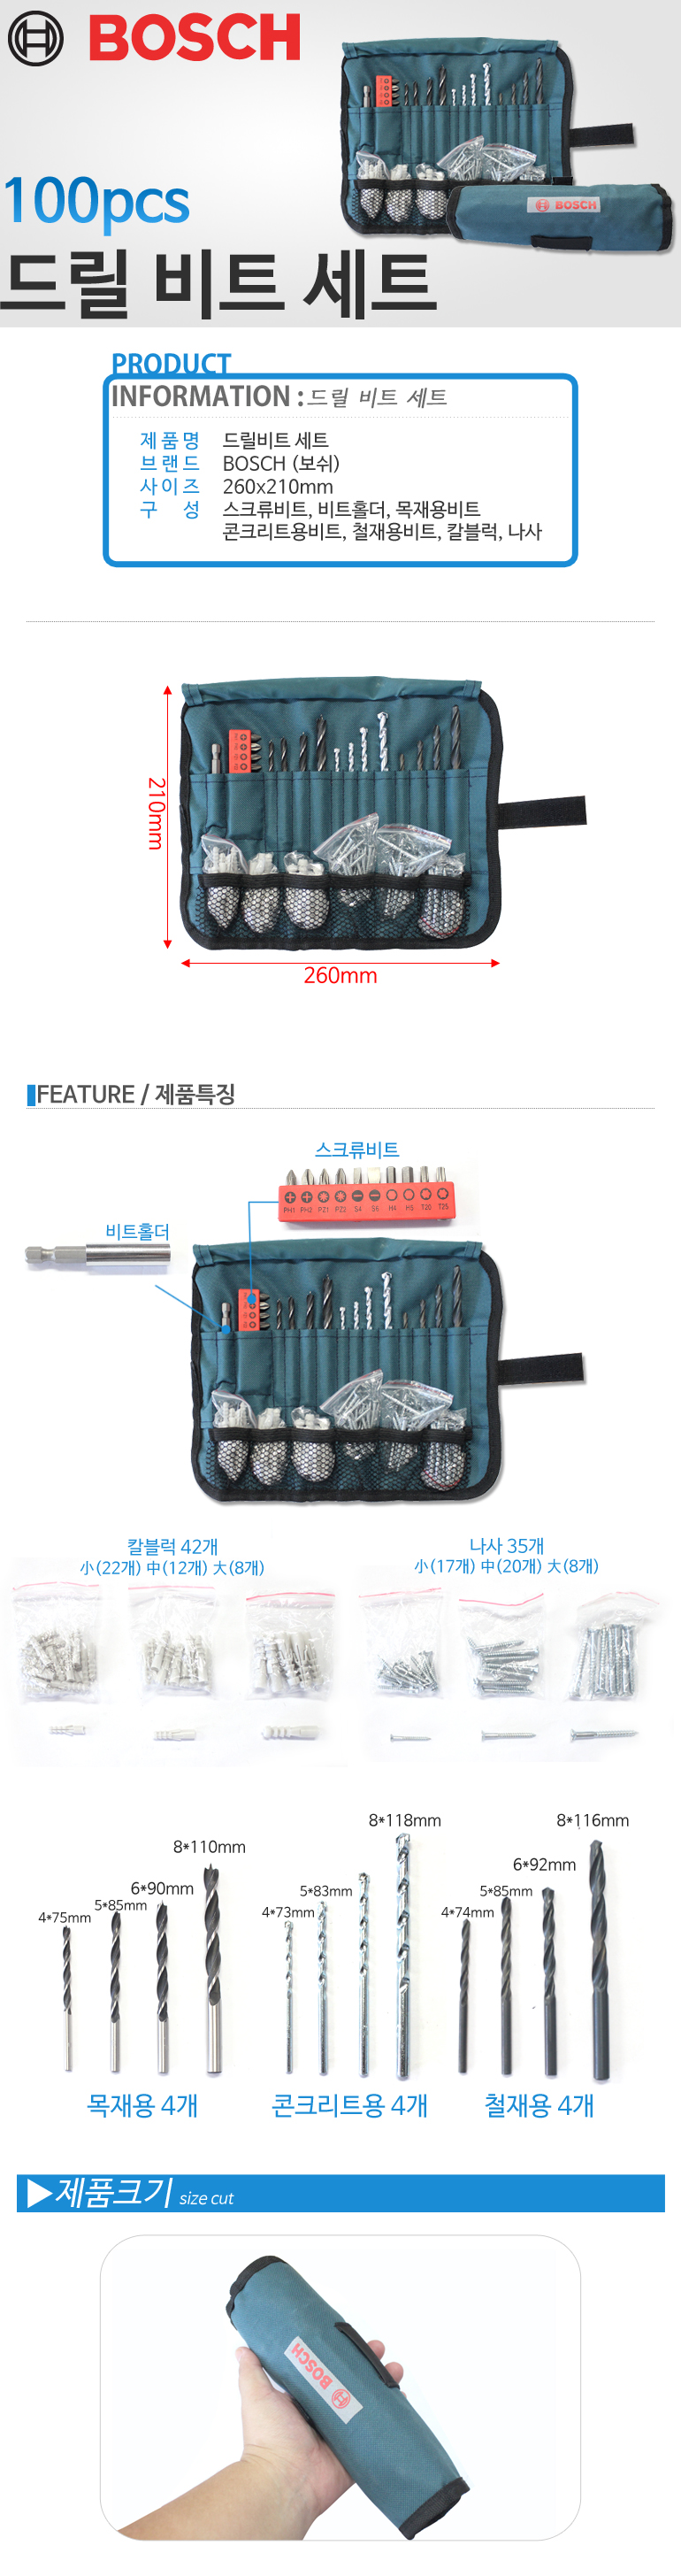 BOSCH
BOSCH
100pcs
드릴 비트 세트
PRODUCT
INFORMATION : 드릴 비트 세트
제품명 드릴비트 세트
브랜드 BOSCH (보쉬)
사이즈 260x210mm
구 성 스크류비트, 비트홀더, 목재용비트
콘크리트용비트, 철재용비트, 칼블럭, 나사
210mm
260mm
FEATURE / 제품특징
스크류비트
PH1 PH2 PZ1 PZ2 S4 S6 H4 H5 T20 T25
비트홀더
칼블럭 42개
小(22개) 中(12개) 大(8개)
나사 35개
小(17개) 中(20개) 大(8개)
4*75mm
5*85mm
6*90mm
8*110mm
4*73mm
5*83mm
8*118mm
4*74mm
5*85mm
6*92mm
8*116mm
목재용 4개
콘크리트용 4개
철재용 4개
▶제품크기 size cut
BOSCH